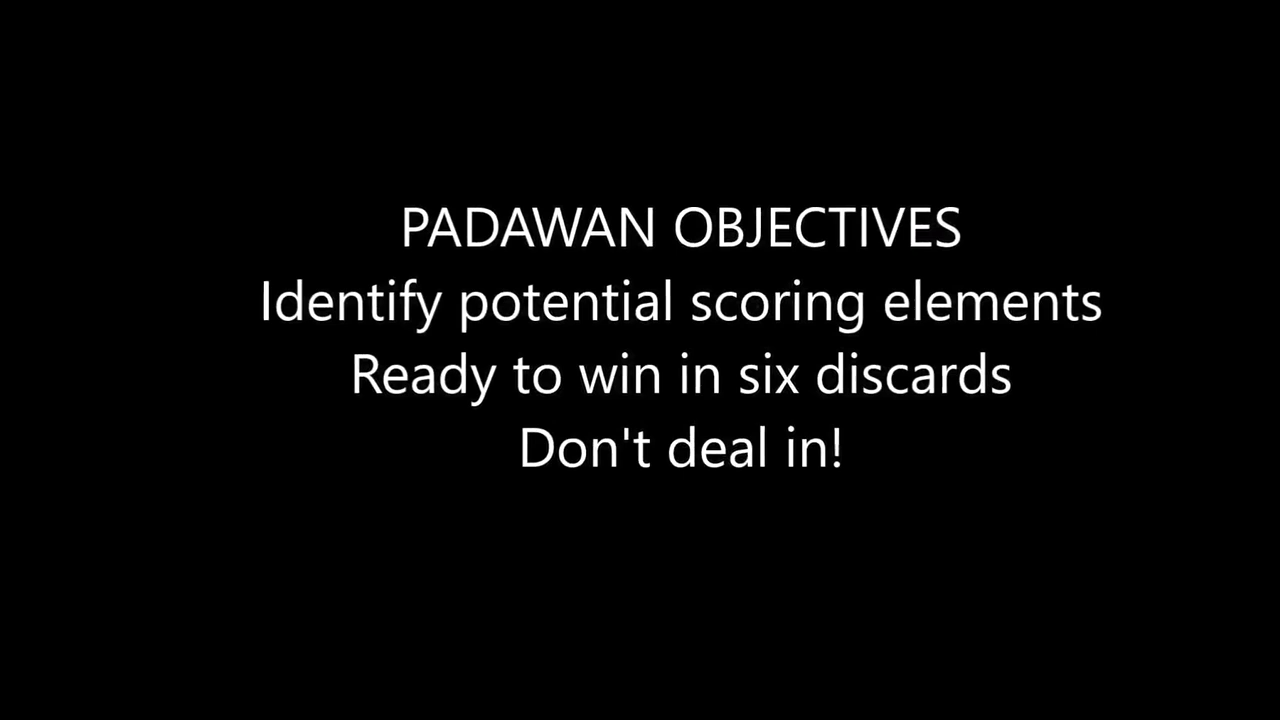 PADAWAN OBJECTIVES
Identify potential scoring elements
Ready to win in six discards
Don't deal in!